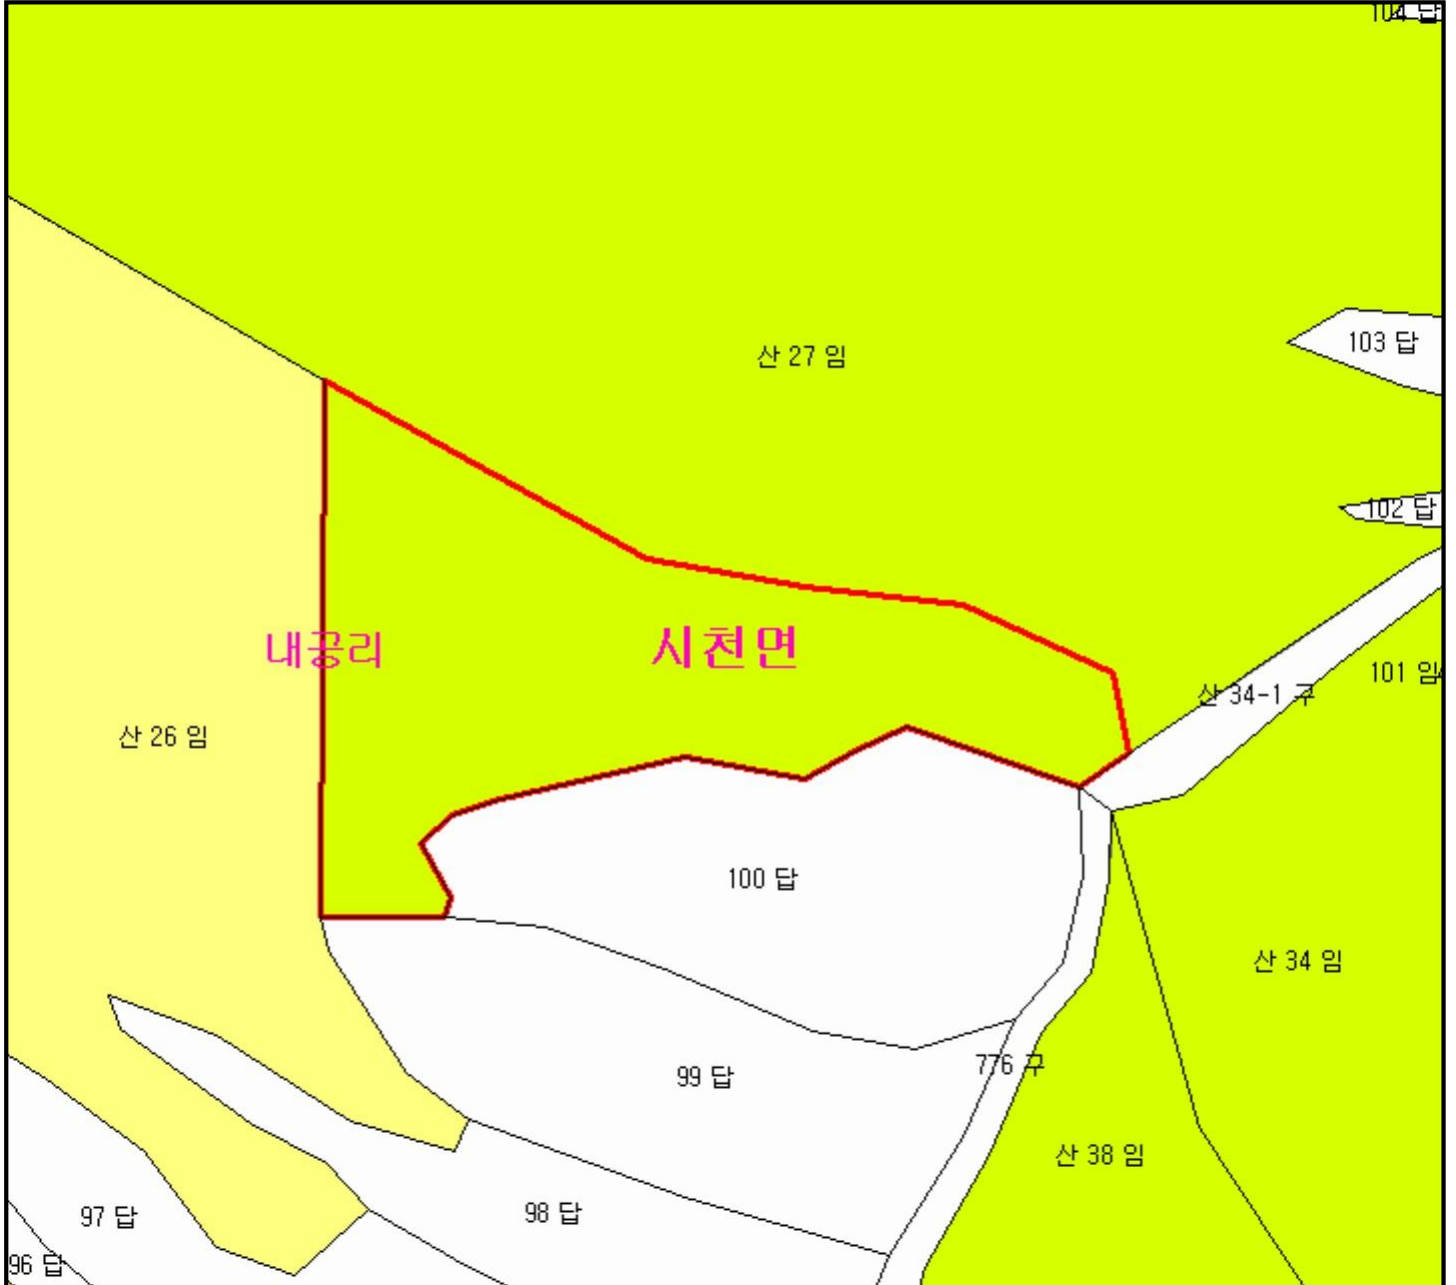 104 답
103 답
산 27 임
102 답
내공리
시천면
101 임
산 34-1 구
산 26 임
100 답
산 34 임
776 구
99 답
산 38 임
98 답
97 답
96 답